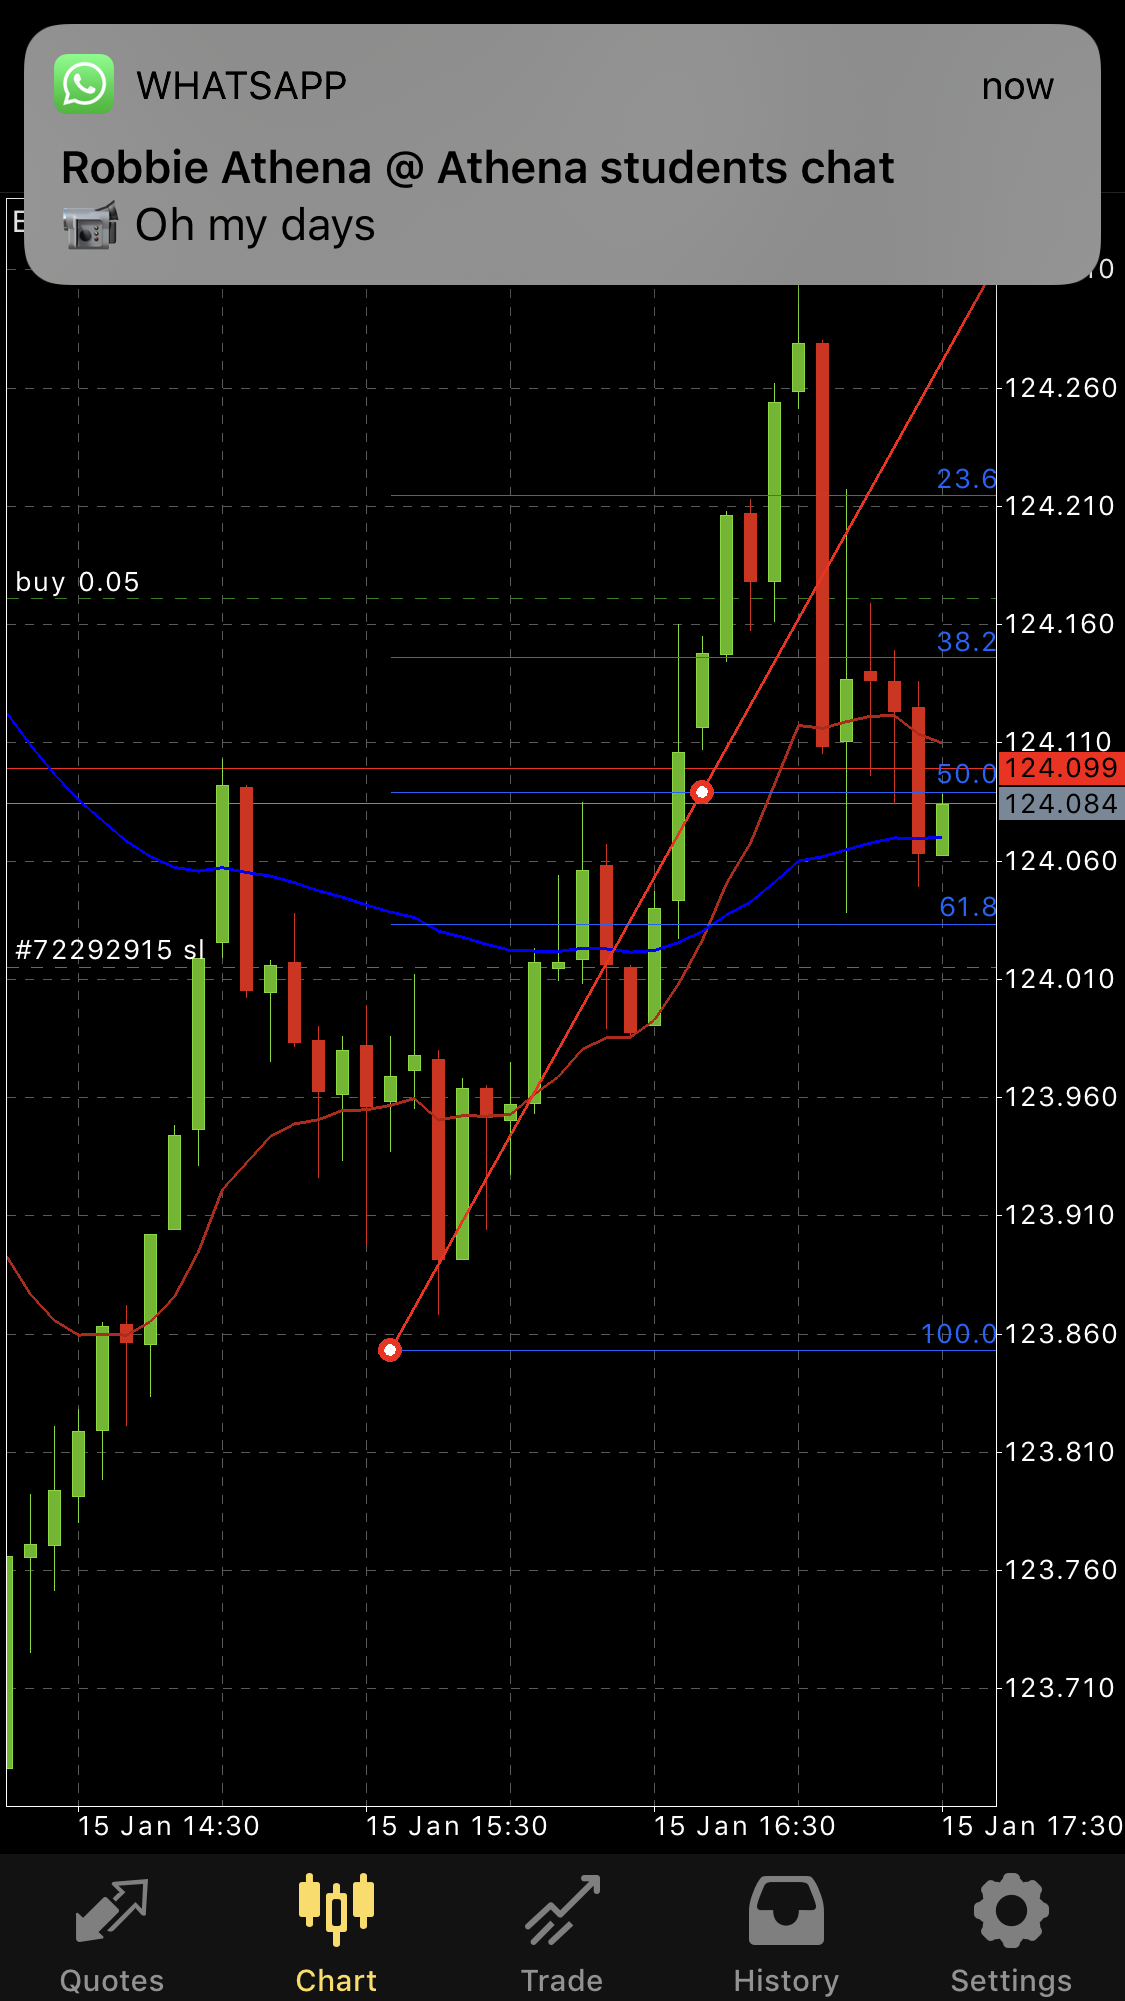 WHATSAPP
now
Robbie Athena @ Athena students chat
Oh my days
124.260
23.6
124.210
buy 0.05
124.160
38.2
124.110
124.099
50.0
124.084
124.060
61.8
#72292915 sl
124.010
123.960
123.910
100.0
123.860
123.810
123.760
123.710
15 Jan 14:30
15 Jan 15:30
15 Jan 16:30
15 Jan 17:30
Quotes
Chart
Trade
History
Settings